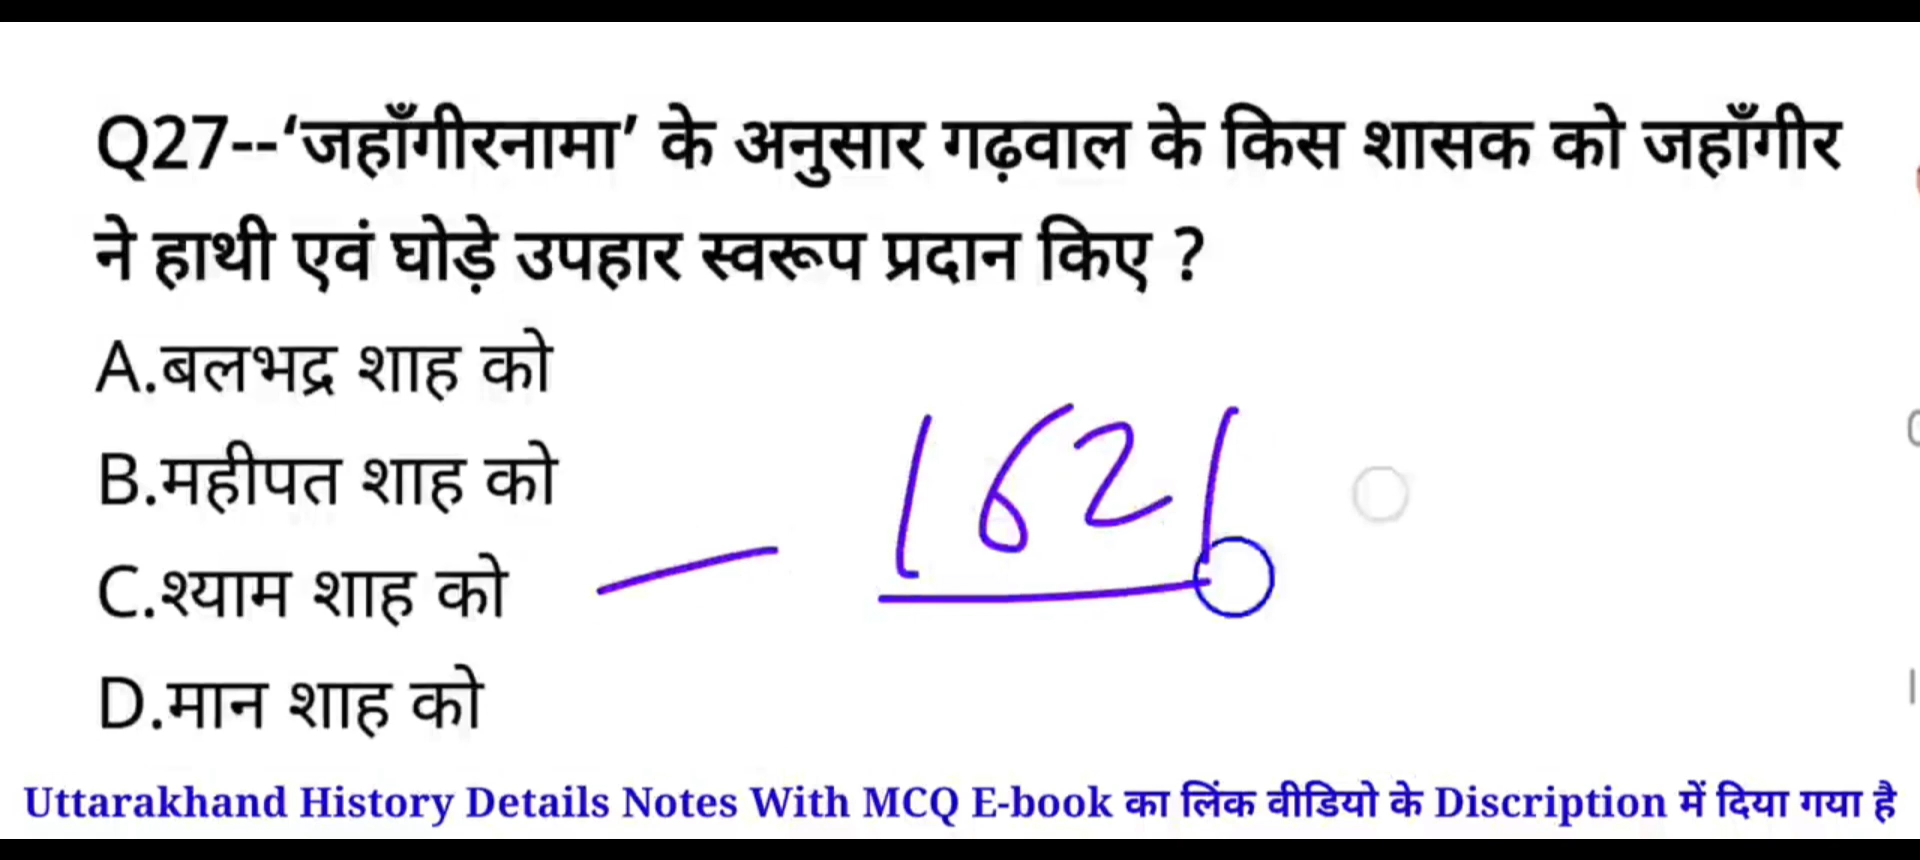 Q27--‘जहाँगीरनामा’ के अनुसार गढ़वाल के किस शासक को जहाँगीर
ने हाथी एवं घोड़े उपहार स्वरूप प्रदान किए ?
A.बलभद्र शाह को
B.महीपत शाह को
C.श्याम शाह को — 1621
D.मान शाह को
Uttarakhand History Details Notes With MCQ E-book का लिंक वीडियो के Discription में दिया गया है